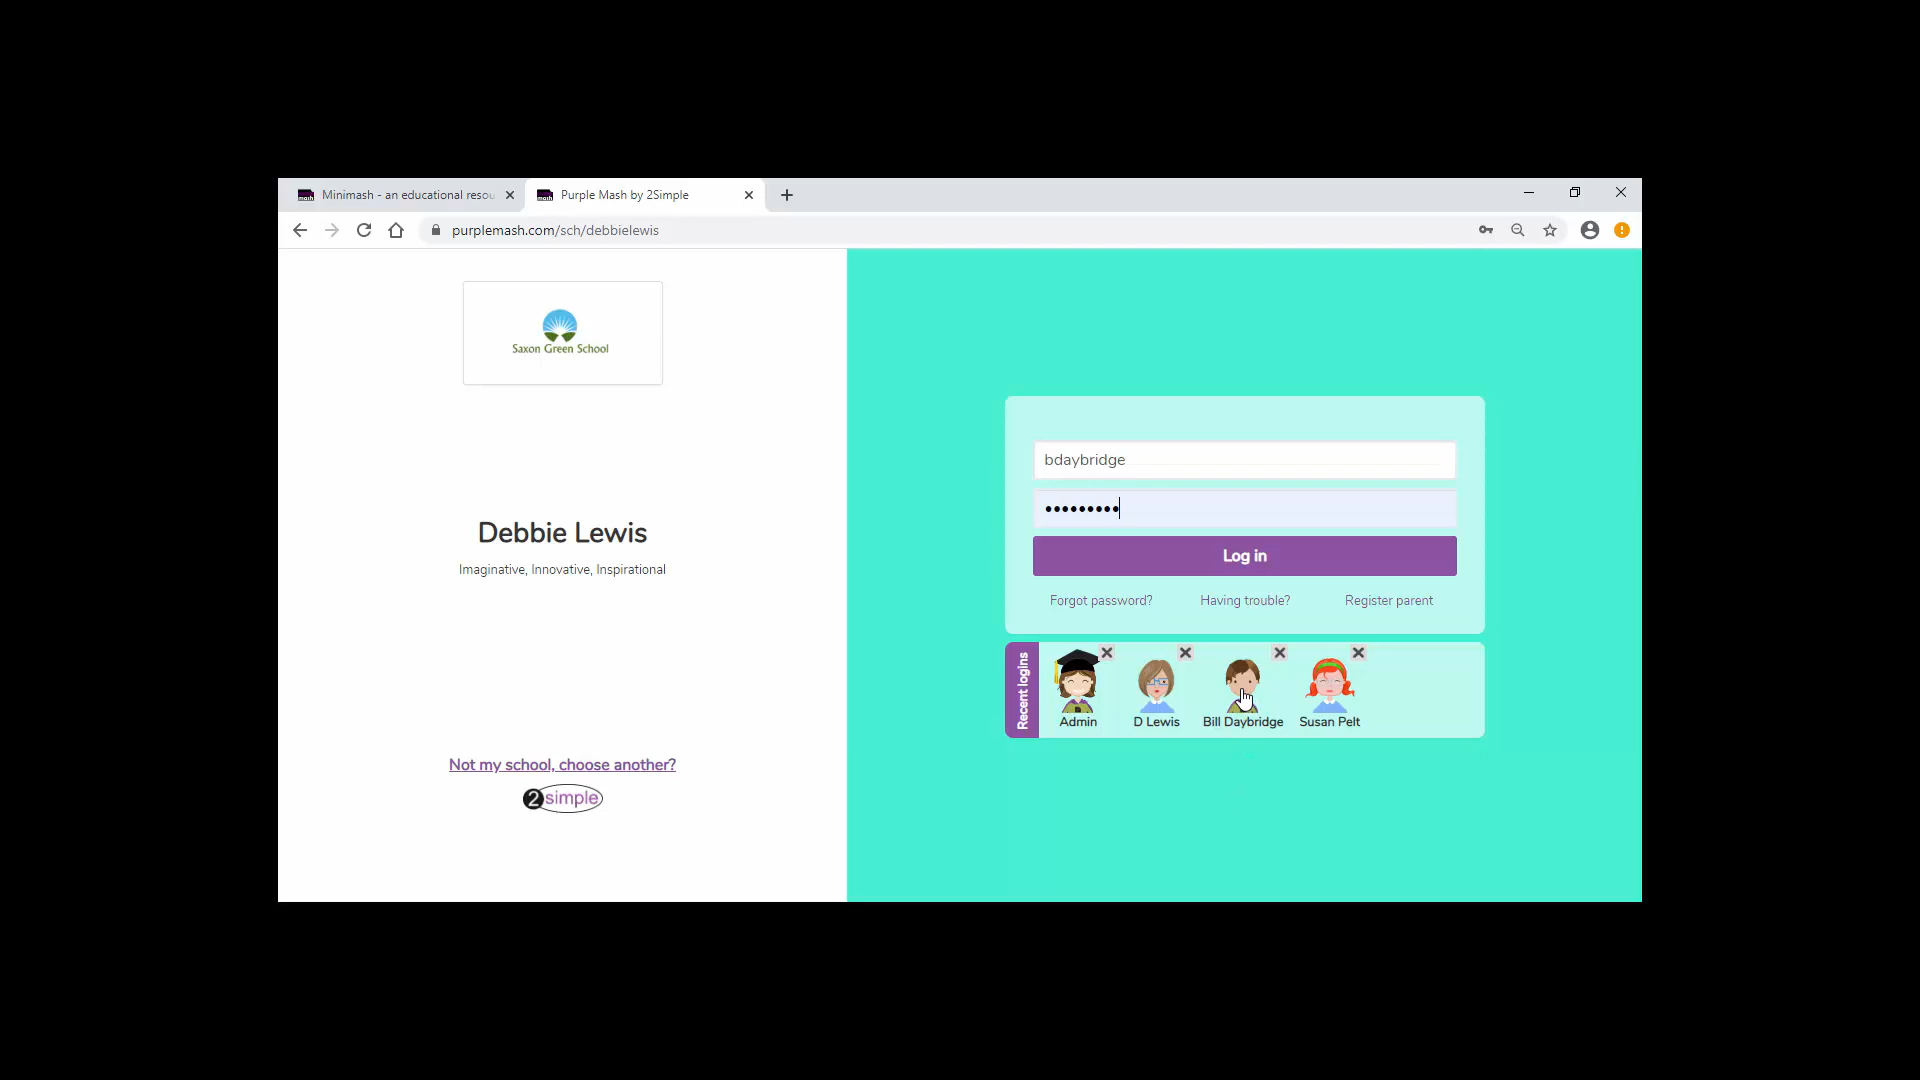 Minimash - an educational resou
Purple Mash by 2Simple
purplemash.com/sch/debbielewis
Saxon Green School
Debbie Lewis
Imaginative, Innovative, Inspirational
Not my school, choose another?
2simple
bdaybridge
•••••••••
Log in
Forgot password? Having trouble? Register parent
Recent logins
Admin D Lewis Bill Daybridge Susan Pelt